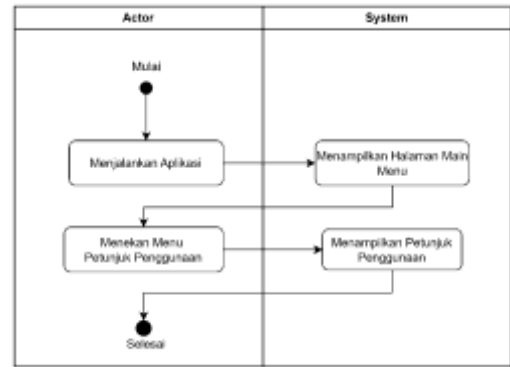 Actor
System
Mulai
Menjalankan Aplikasi
Menampilkan Halaman Main
Menu
Menekan Menu
Petunjuk Penggunaan
Menampilkan Petunjuk
Penggunaan
Selesai